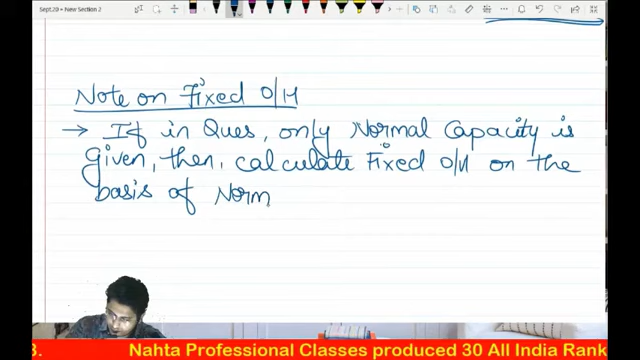 Sept.20 - New Section 2
Note on Fixed O/H
→ If in Ques, only Normal Capacity is
given, then, calculate Fixed O/H on the
basis of Norm
3. Nahta Professional Classes produced 30 All India Rank